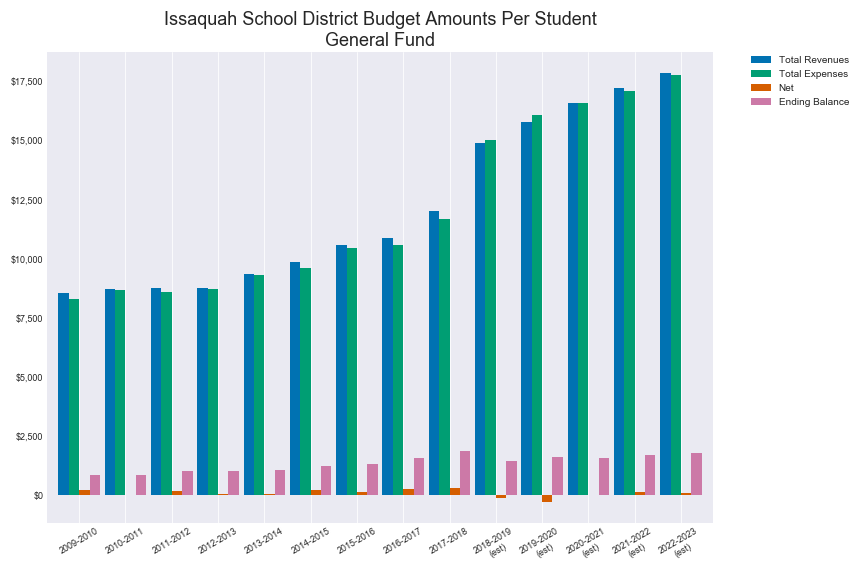 Issaquah School District Budget Amounts Per Student
General Fund
Total Revenues
Total Expenses
Net
Ending Balance
$17,500
$15,000
$12,500
$10,000
$7,500
$5,000
$2,500
$0
2009-2010
2010-2011
2011-2012
2012-2013
2013-2014
2014-2015
2015-2016
2016-2017
2017-2018
2018-2019
(est)
2019-2020
(est)
2020-2021
(est)
2021-2022
(est)
2022-2023
(est)